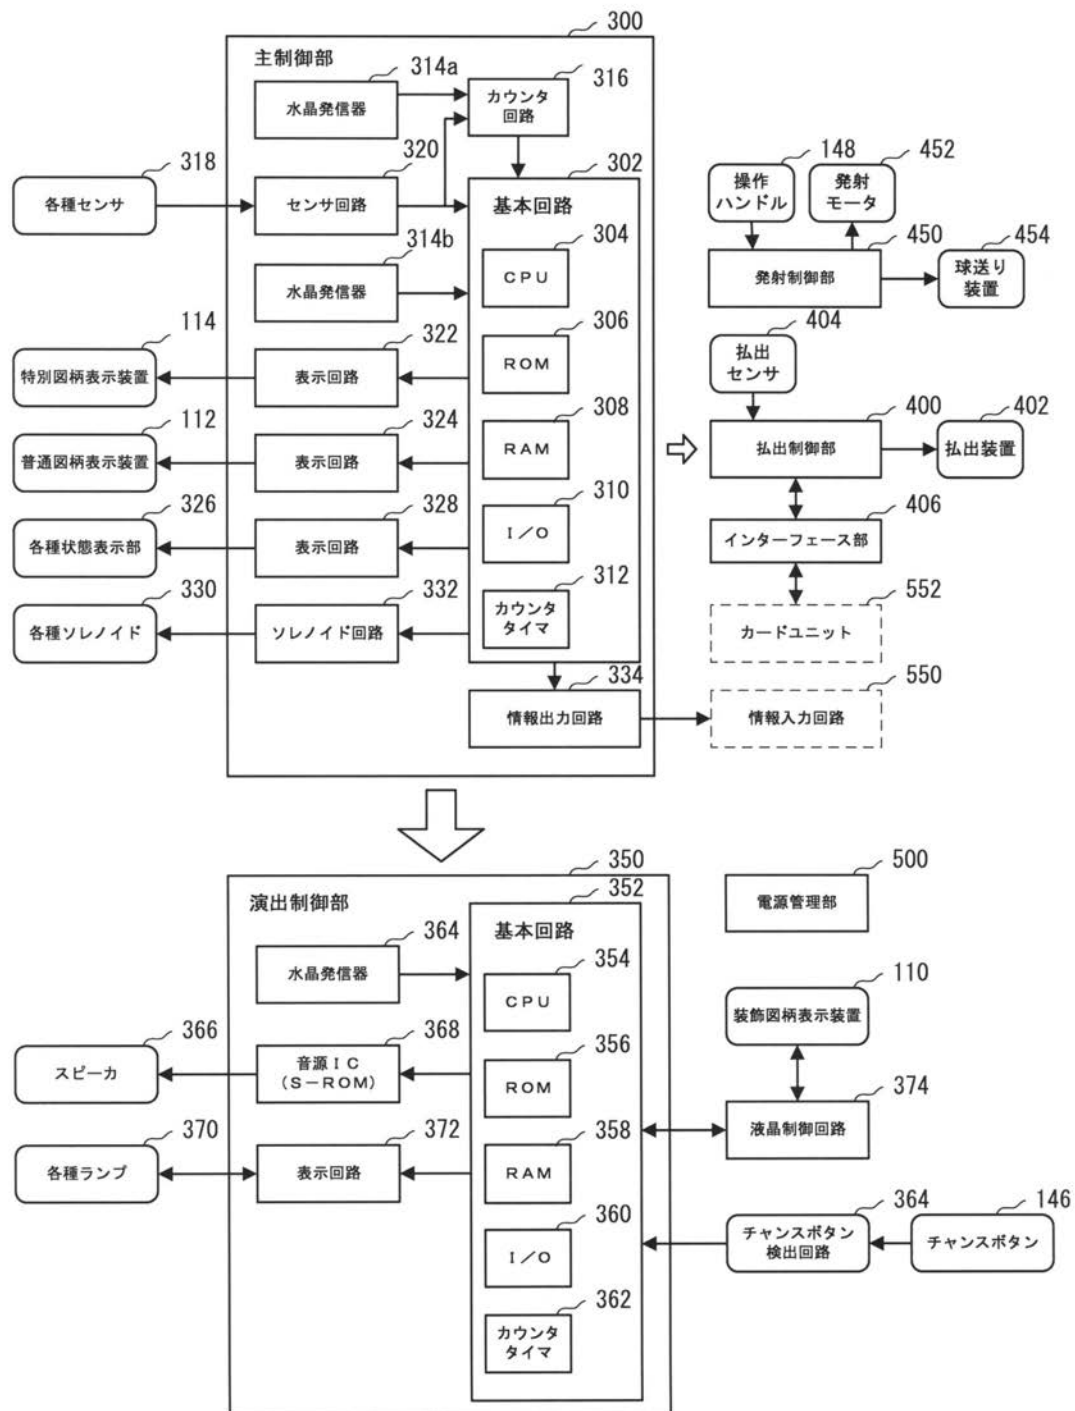 300
主制御部
314a
316
水晶発信器
カウンタ
回路
318
320
302
148
452
各種センサ
センサ回路
基本回路
操作
ハンドル
発射
モータ
314b
304
450
454
水晶発信器
CPU
発射制御部
球送り
装置
114
322
306
404
特別図柄表示装置
表示回路
ROM
払出
センサ
112
324
308
400
402
普通図柄表示装置
表示回路
RAM
払出制御部
払出装置
326
328
310
406
各種状態表示部
表示回路
I/O
インターフェース部
330
332
312
552
各種ソレノイド
ソレノイド回路
カウンタ
タイマ
カードユニット
334
550
情報出力回路
情報入力回路
350
500
演出制御部
352
電源管理部
364
基本回路
水晶発信器
354
110
CPU
装飾図柄表示装置
366
368
356
374
スピーカ
音源IC
(S-ROM)
ROM
液晶制御回路
370
372
358
各種ランプ
表示回路
RAM
360
364
146
I/O
チャンスボタン
検出回路
チャンスボタン
362
カウンタ
タイマ